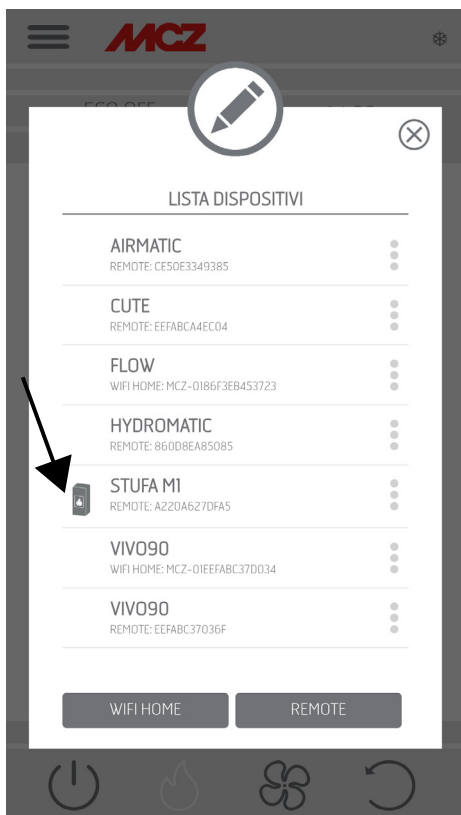 MCZ
LISTA DISPOSITIVI
AIRMATIC
REMOTE: CE50E3349385
CUTE
REMOTE: EEFABCA4EC04
FLOW
WIFI HOME: MCZ-0186F3EB453723
HYDROMATIC
REMOTE: 860D8EA85085
STUFA M1
REMOTE: A220A627DFA5
VIVO90
WIFI HOME: MCZ-01EEFABC37D034
VIVO90
REMOTE: EEFABC37036F
WIFI HOME REMOTE